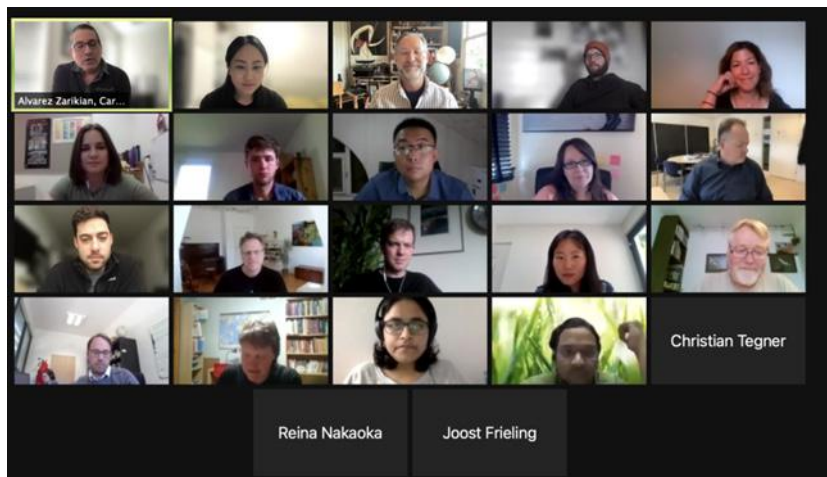 Alvarez Zarikian, Car...
Christian Tegner
Reina Nakaoka
Joost Frieling